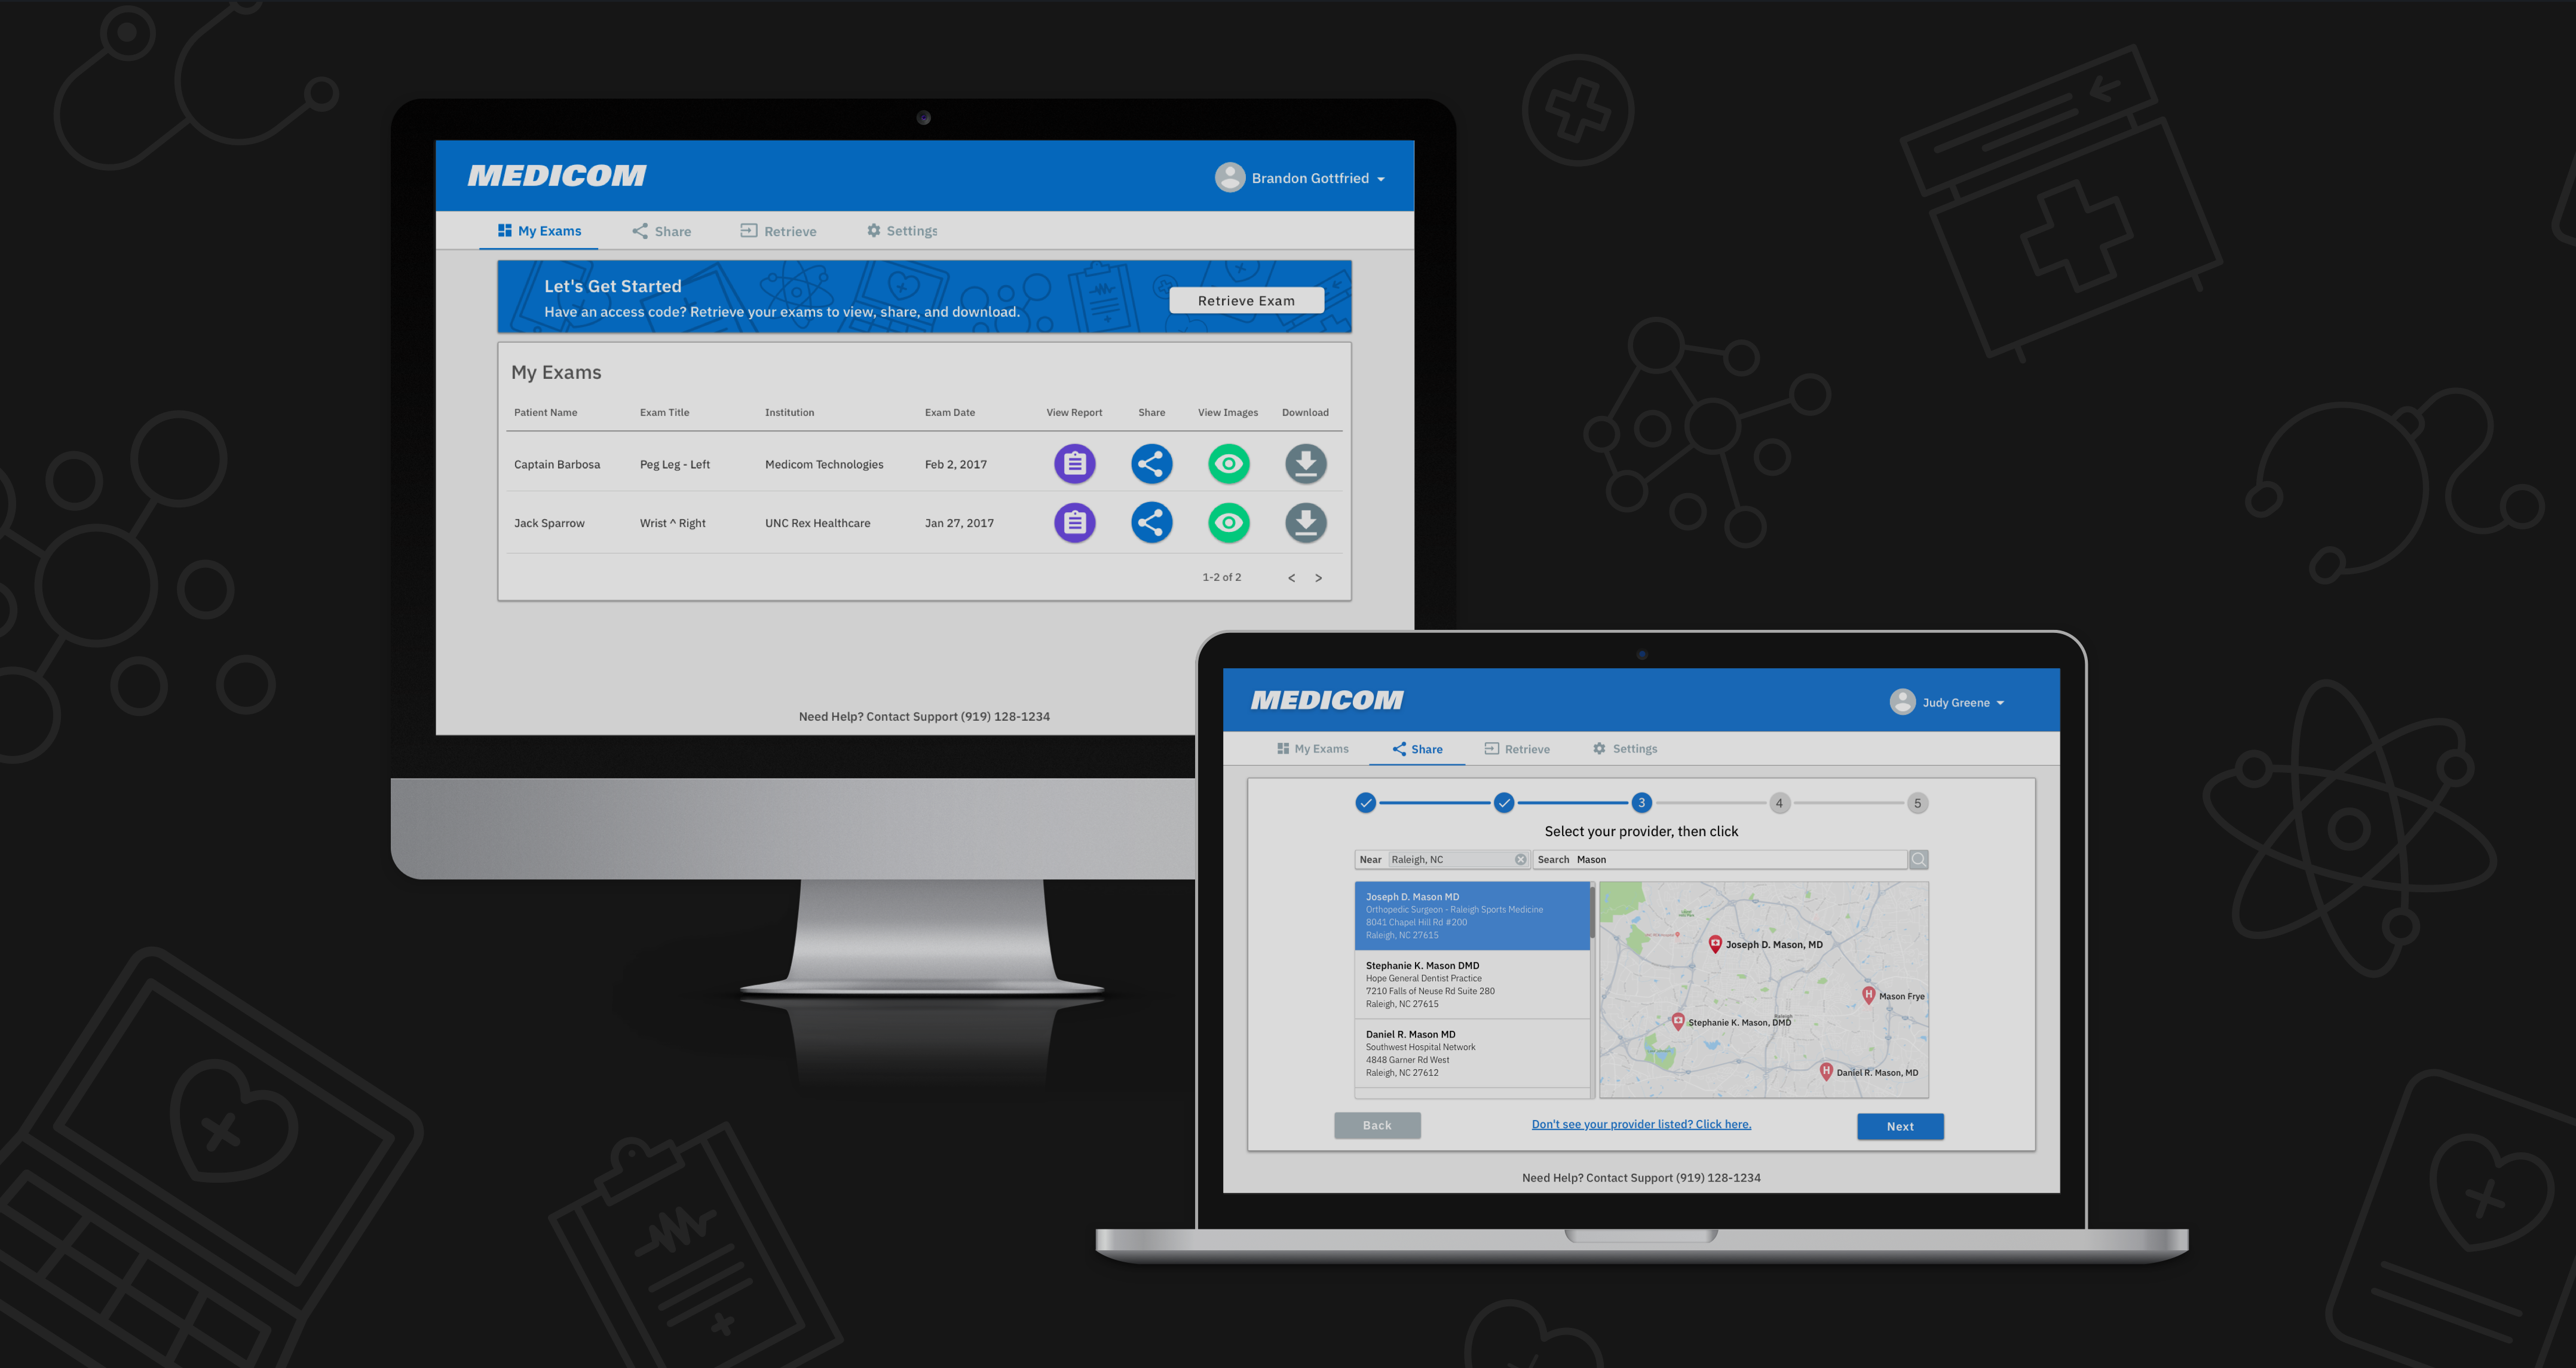 MEDICOM
Brandon Gottfried
My Exams Share Retrieve Settings
Let's Get Started
Have an access code? Retrieve your exams to view, share, and download.
Retrieve Exam
My Exams
Patient Name Exam Title Institution Exam Date View Report Share View Images Download
Captain Barbosa Peg Leg - Left Medicom Technologies Feb 2, 2017
Jack Sparrow Wrist ^ Right UNC Rex Healthcare Jan 27, 2017
1-2 of 2 < >
Need Help? Contact Support (919) 128-1234
MEDICOM
Judy Greene
My Exams Share Retrieve Settings
3 4 5
Select your provider, then click
Near Raleigh, NC Search Mason
Joseph D. Mason MD
Orthopedic Surgeon - Raleigh Sports Medicine
8041 Chapel Hill Rd #200
Raleigh, NC 27615
Stephanie K. Mason DMD
Hope General Dentist Practice
7210 Falls of Neuse Rd Suite 280
Raleigh, NC 27615
Daniel R. Mason MD
Southwest Hospital Network
4848 Garner Rd West
Raleigh, NC 27612
Joseph D. Mason, MD
H Mason Frye
Raleigh
Stephanie K. Mason, DMD
H Daniel R. Mason, MD
Back
Don't see your provider listed? Click here.
Next
Need Help? Contact Support (919) 128-1234